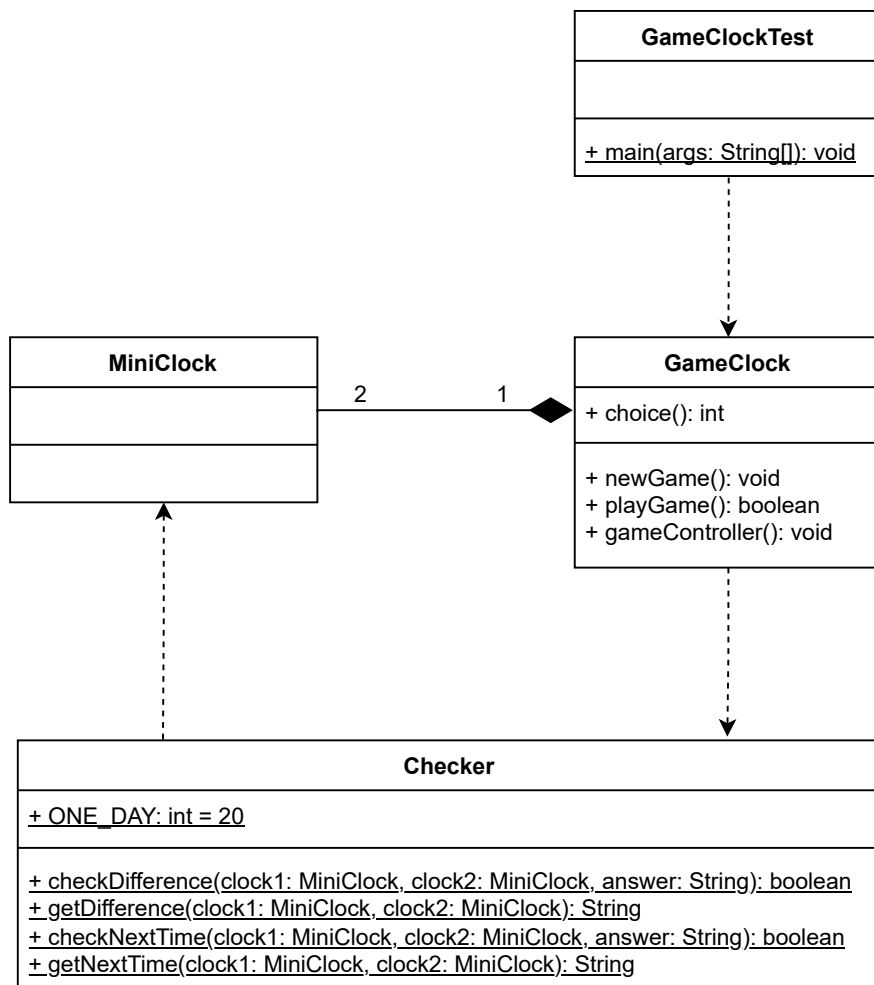 GameClockTest
+ main(args: String[]): void
MiniClock
2
1
GameClock
+ choice(): int
+ newGame(): void
+ playGame(): boolean
+ gameController(): void
Checker
+ ONE_DAY: int = 20
+ checkDifference(clock1: MiniClock, clock2: MiniClock, answer: String): boolean
+ getDifference(clock1: MiniClock, clock2: MiniClock): String
+ checkNextTime(clock1: MiniClock, clock2: MiniClock, answer: String): boolean
+ getNextTime(clock1: MiniClock, clock2: MiniClock): String